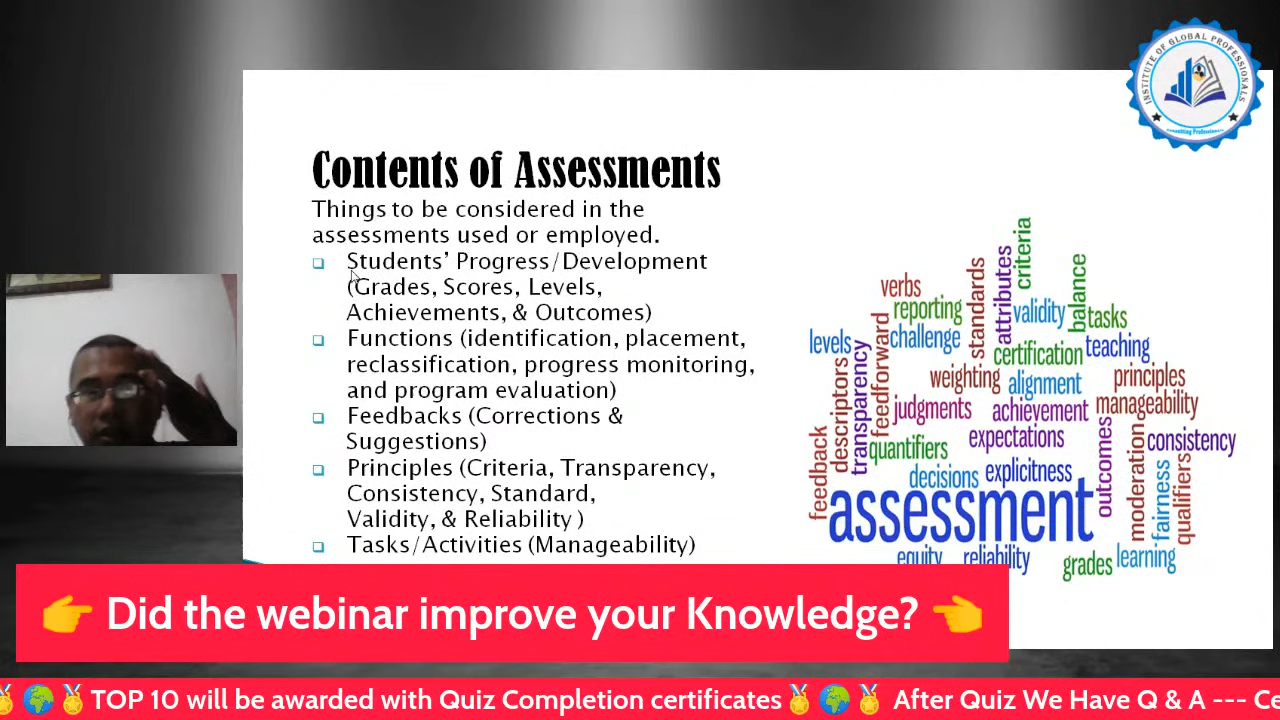 INSTITUTE OF GLOBAL PROFESSIONALS
Contents of Assessments
Things to be considered in the
assessments used or employed.
Students' Progress/Development
(Grades, Scores, Levels,
Achievements, & Outcomes)
Functions (identification, placement,
reclassification, progress monitoring,
and program evaluation)
Feedbacks (Corrections &
Suggestions)
Principles (Criteria, Transparency,
Consistency, Standard,
Validity, & Reliability )
Tasks/Activities (Manageability)
criteria
verbs
standards
attributes
balance
reporting
validity
tasks
levels
challenge
feedforward
certification
teaching
descriptors
transparency
weighting
alignment
principles
judgments
achievement
manageability
feedback
quantifiers
expectations
outcomes
moderation
consistency
decisions
explicitness
fairness
qualifiers
assessment
equity
reliability
grades
learning
👉 Did the webinar improve your Knowledge? 👈
🏅🌍🏅 TOP 10 will be awarded with Quiz Completion certificates🏅🌍🏅 After Quiz We Have Q & A --- Ce